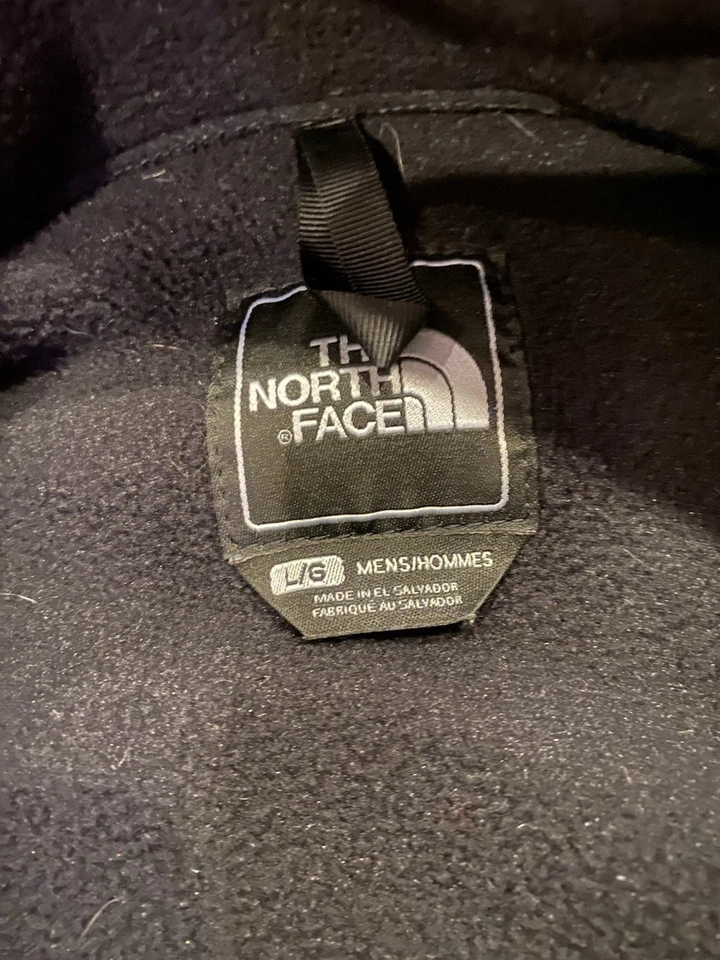 TH
NORTH
® FACE
L/G MENS/HOMMES
MADE IN EL SALVADOR
FABRIQUE AU SALVADOR